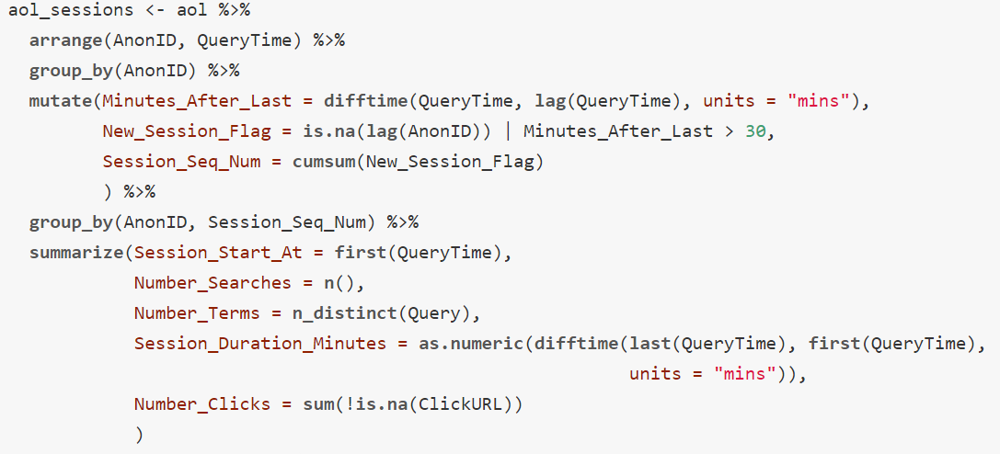 aol_sessions <- aol %>%
  arrange(AnonID, QueryTime) %>%
  group_by(AnonID) %>%
  mutate(Minutes_After_Last = difftime(QueryTime, lag(QueryTime), units = "mins"),
         New_Session_Flag = is.na(lag(AnonID)) | Minutes_After_Last > 30,
         Session_Seq_Num = cumsum(New_Session_Flag)
         ) %>%
  group_by(AnonID, Session_Seq_Num) %>%
  summarize(Session_Start_At = first(QueryTime),
            Number_Searches = n(),
            Number_Terms = n_distinct(Query),
            Session_Duration_Minutes = as.numeric(difftime(last(QueryTime), first(QueryTime),
                                                           units = "mins")),
            Number_Clicks = sum(!is.na(ClickURL))
            )